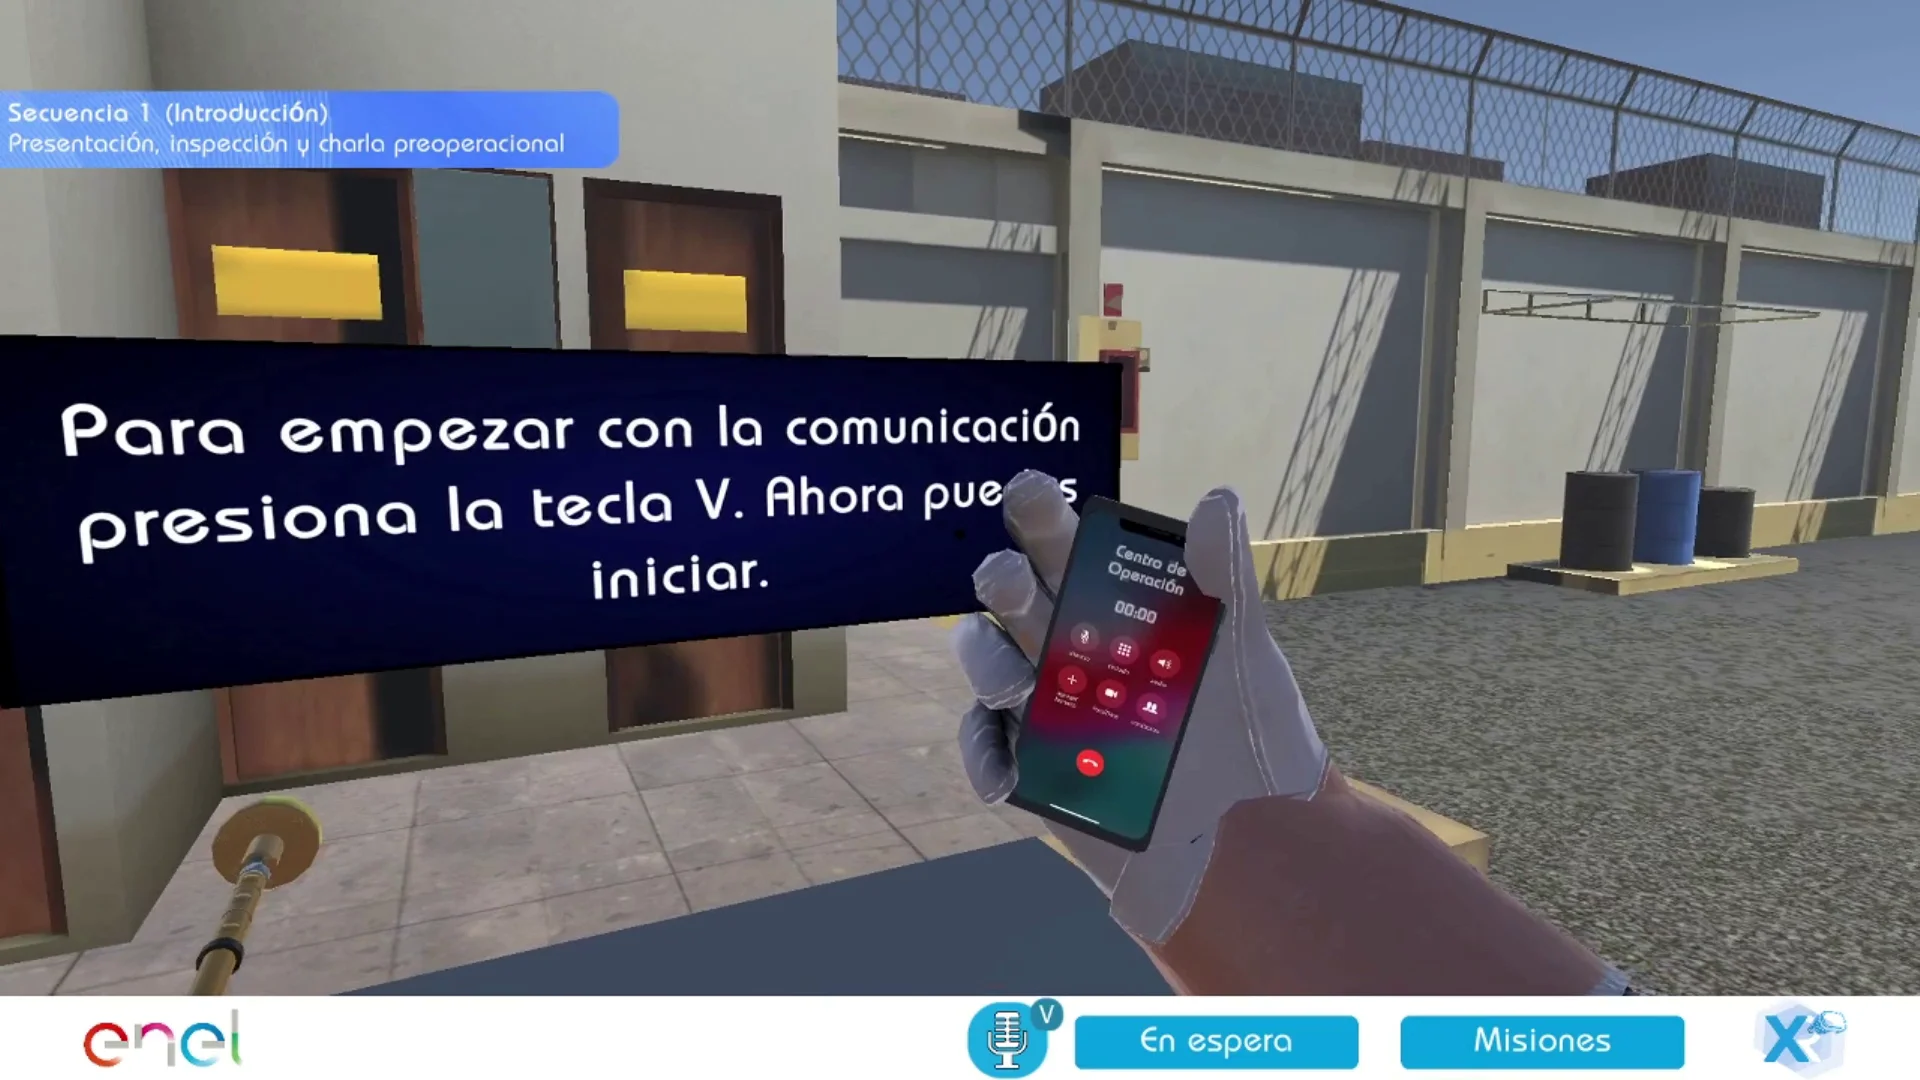 Secuencia 1 (Introducción)
Presentación, inspección y charla preoperacional
Para empezar con la comunicación
presiona la tecla V. Ahora
iniciar.
Centro de
Operación
00:00
enel
V
En espera
Misiones
XR